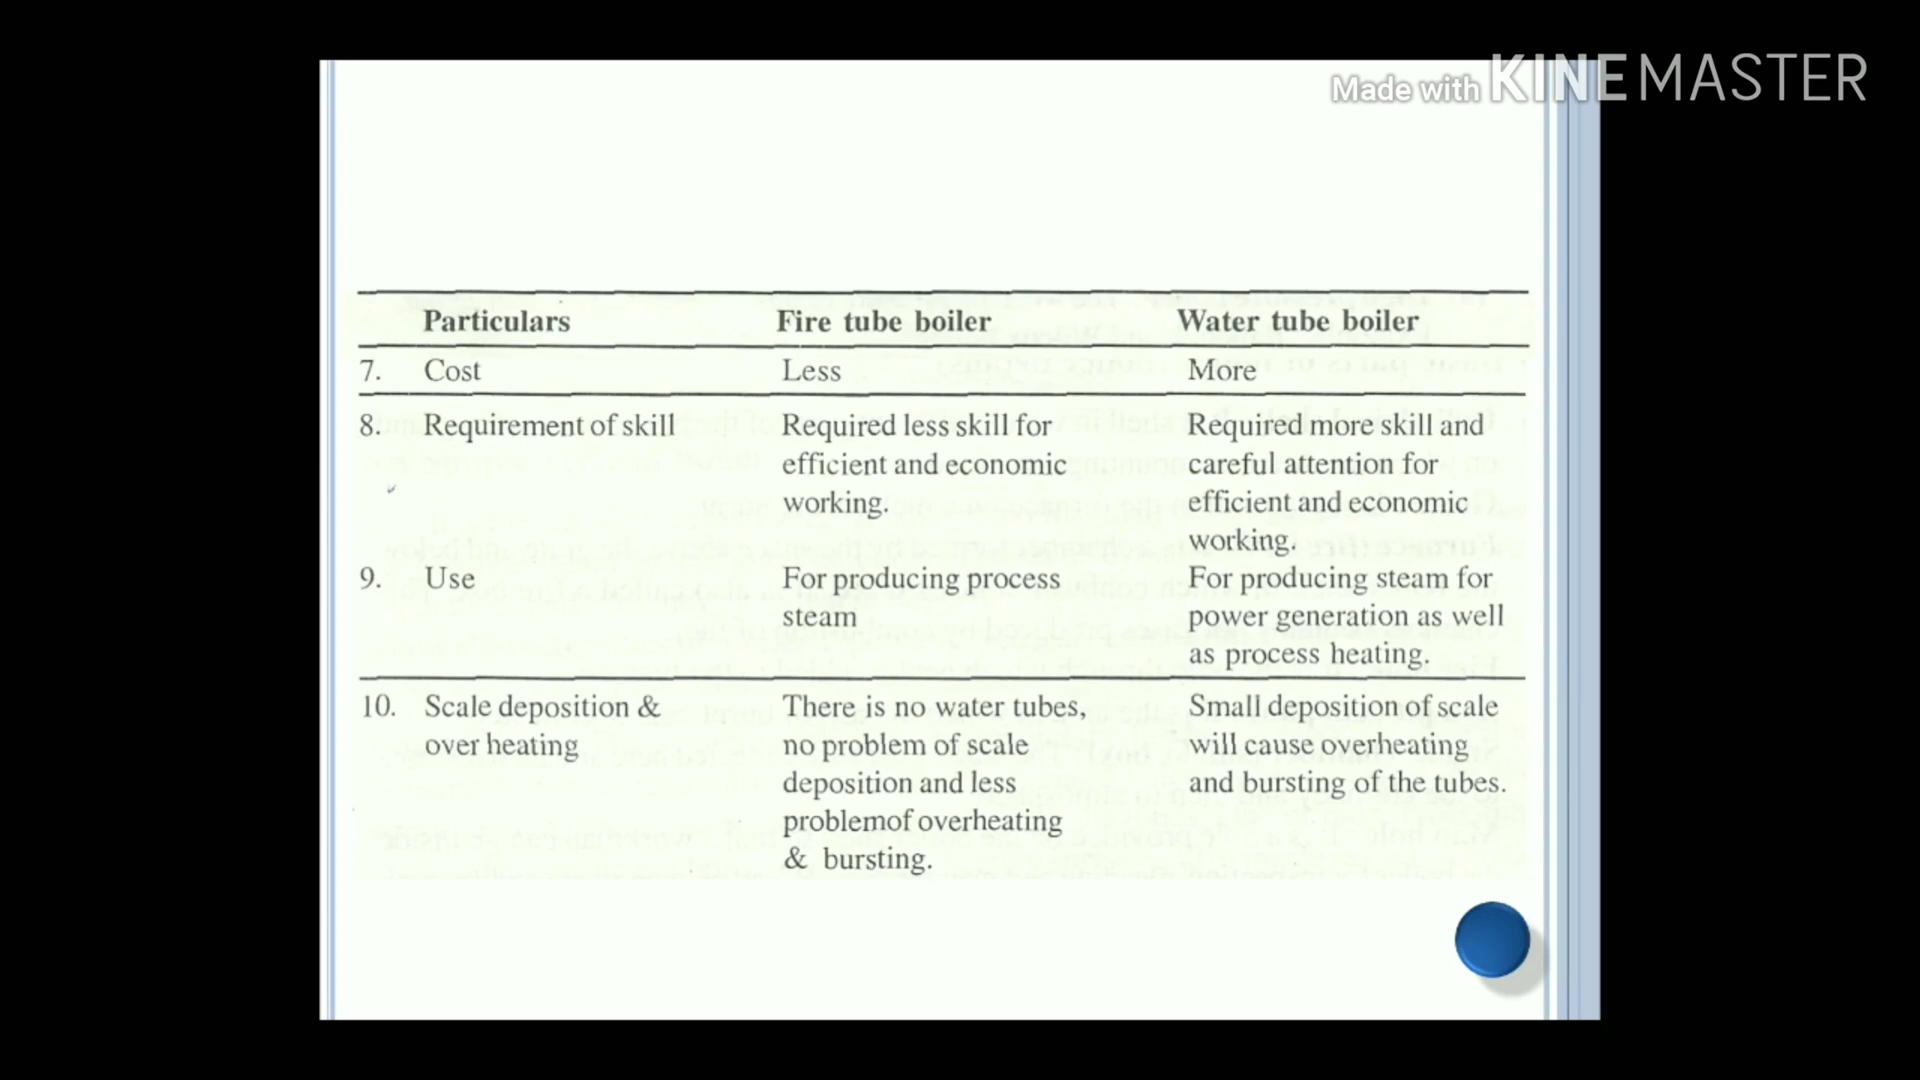 Made with KINEMASTER
Particulars Fire tube boiler Water tube boiler
7. Cost Less More
8. Requirement of skill Required less skill for Required more skill and
efficient and economic careful attention for
working. efficient and economic
working.
9. Use For producing process For producing steam for
steam power generation as well
as process heating.
10. Scale deposition & There is no water tubes, Small deposition of scale
over heating no problem of scale will cause overheating
deposition and less and bursting of the tubes.
problemof overheating
& bursting.